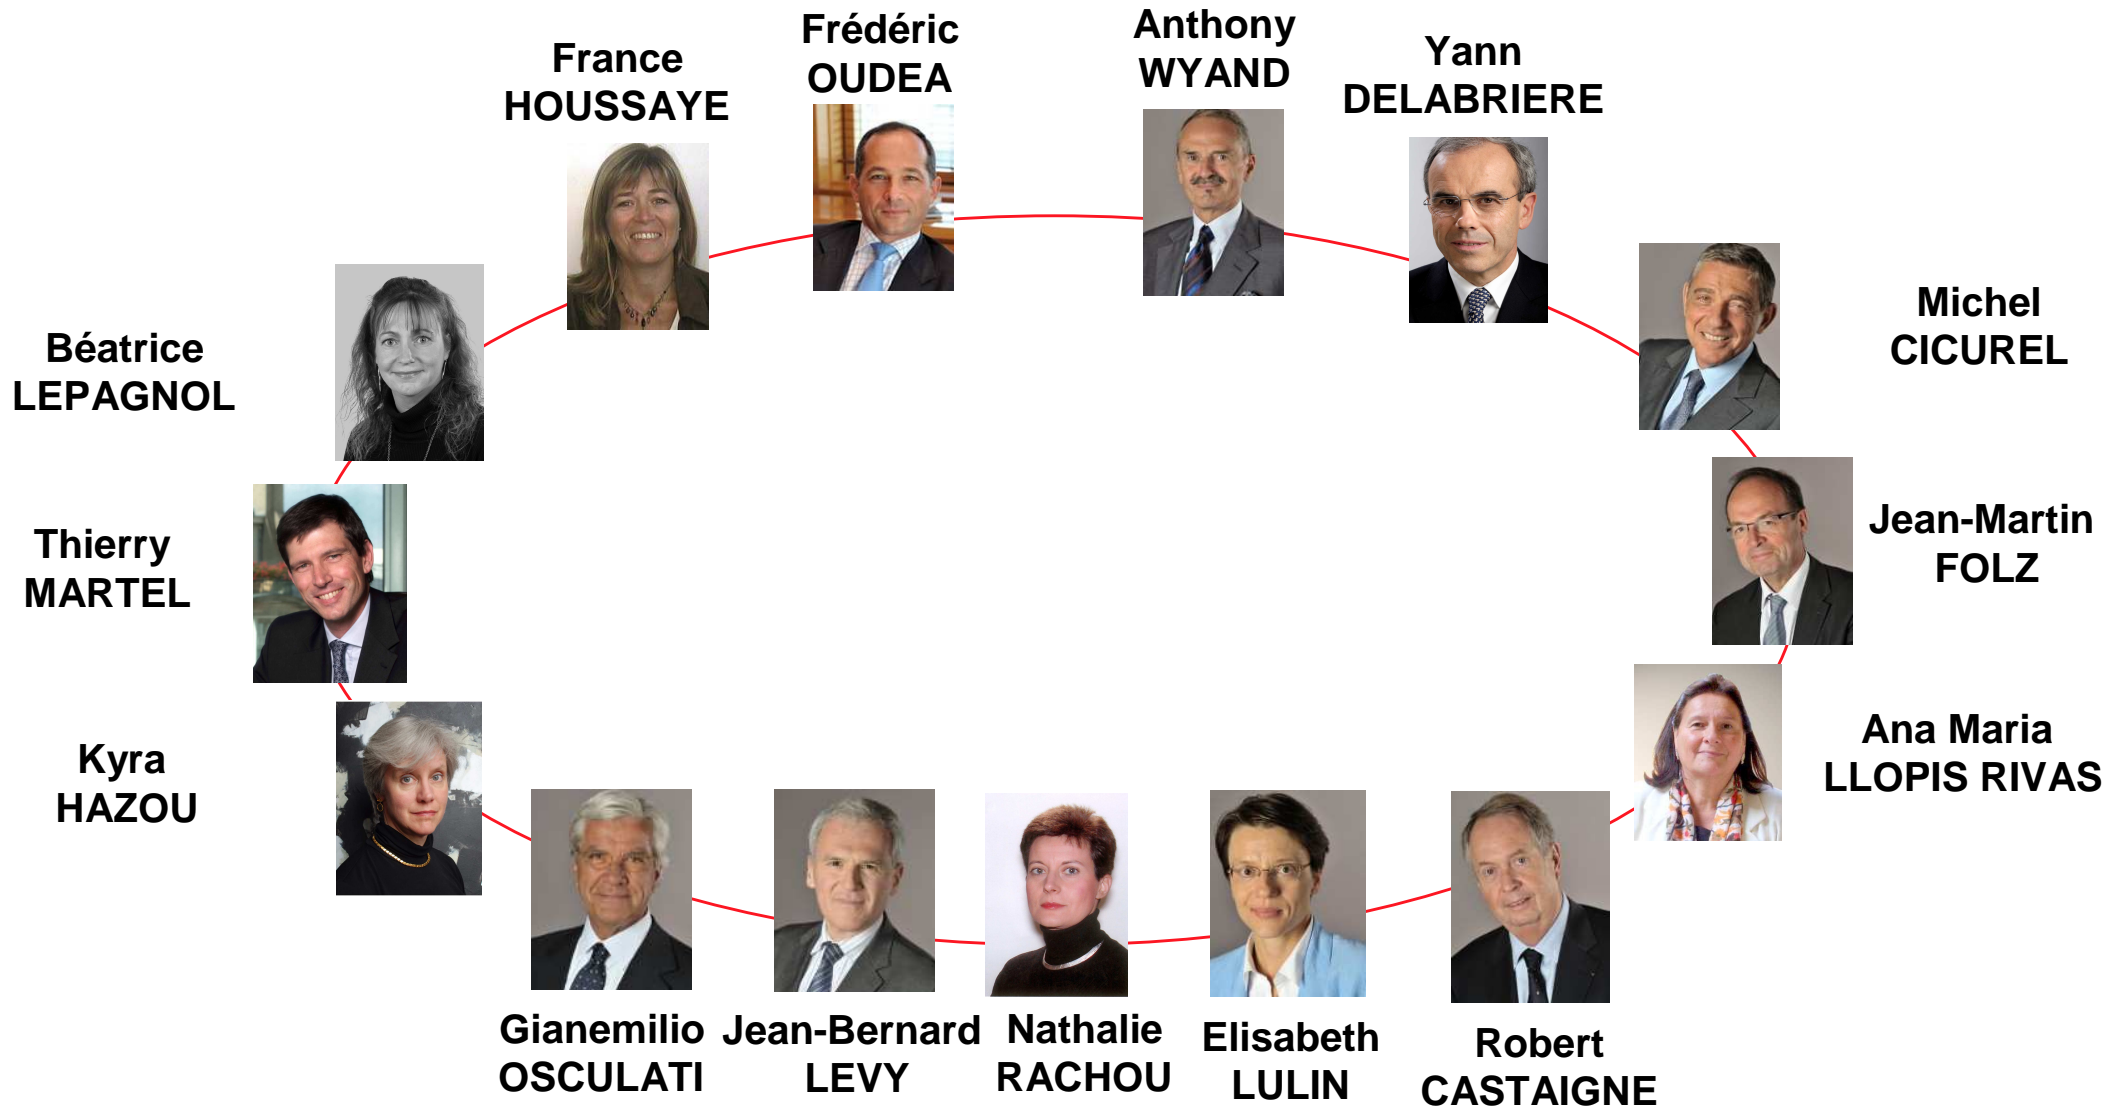 Frédéric
OUDEA
Anthony
WYAND
Yann
DELABRIERE
France
HOUSSAYE
Michel
CICUREL
Béatrice
LEPAGNOL
Jean-Martin
FOLZ
Thierry
MARTEL
Ana Maria
LLOPIS RIVAS
Kyra
HAZOU
Gianemilio
OSCULATI
Jean-Bernard
LEVY
Nathalie
RACHOU
Elisabeth
LULIN
Robert
CASTAIGNE